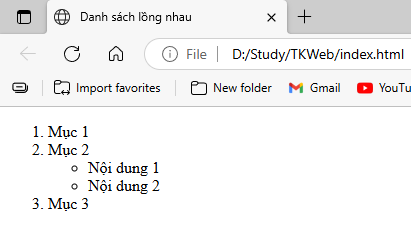 Danh sách lồng nhau
File D:/Study/TKWeb/index.html
Import favorites New folder Gmail YouTu
1. Mục 1
2. Mục 2
Nội dung 1
Nội dung 2
3. Mục 3